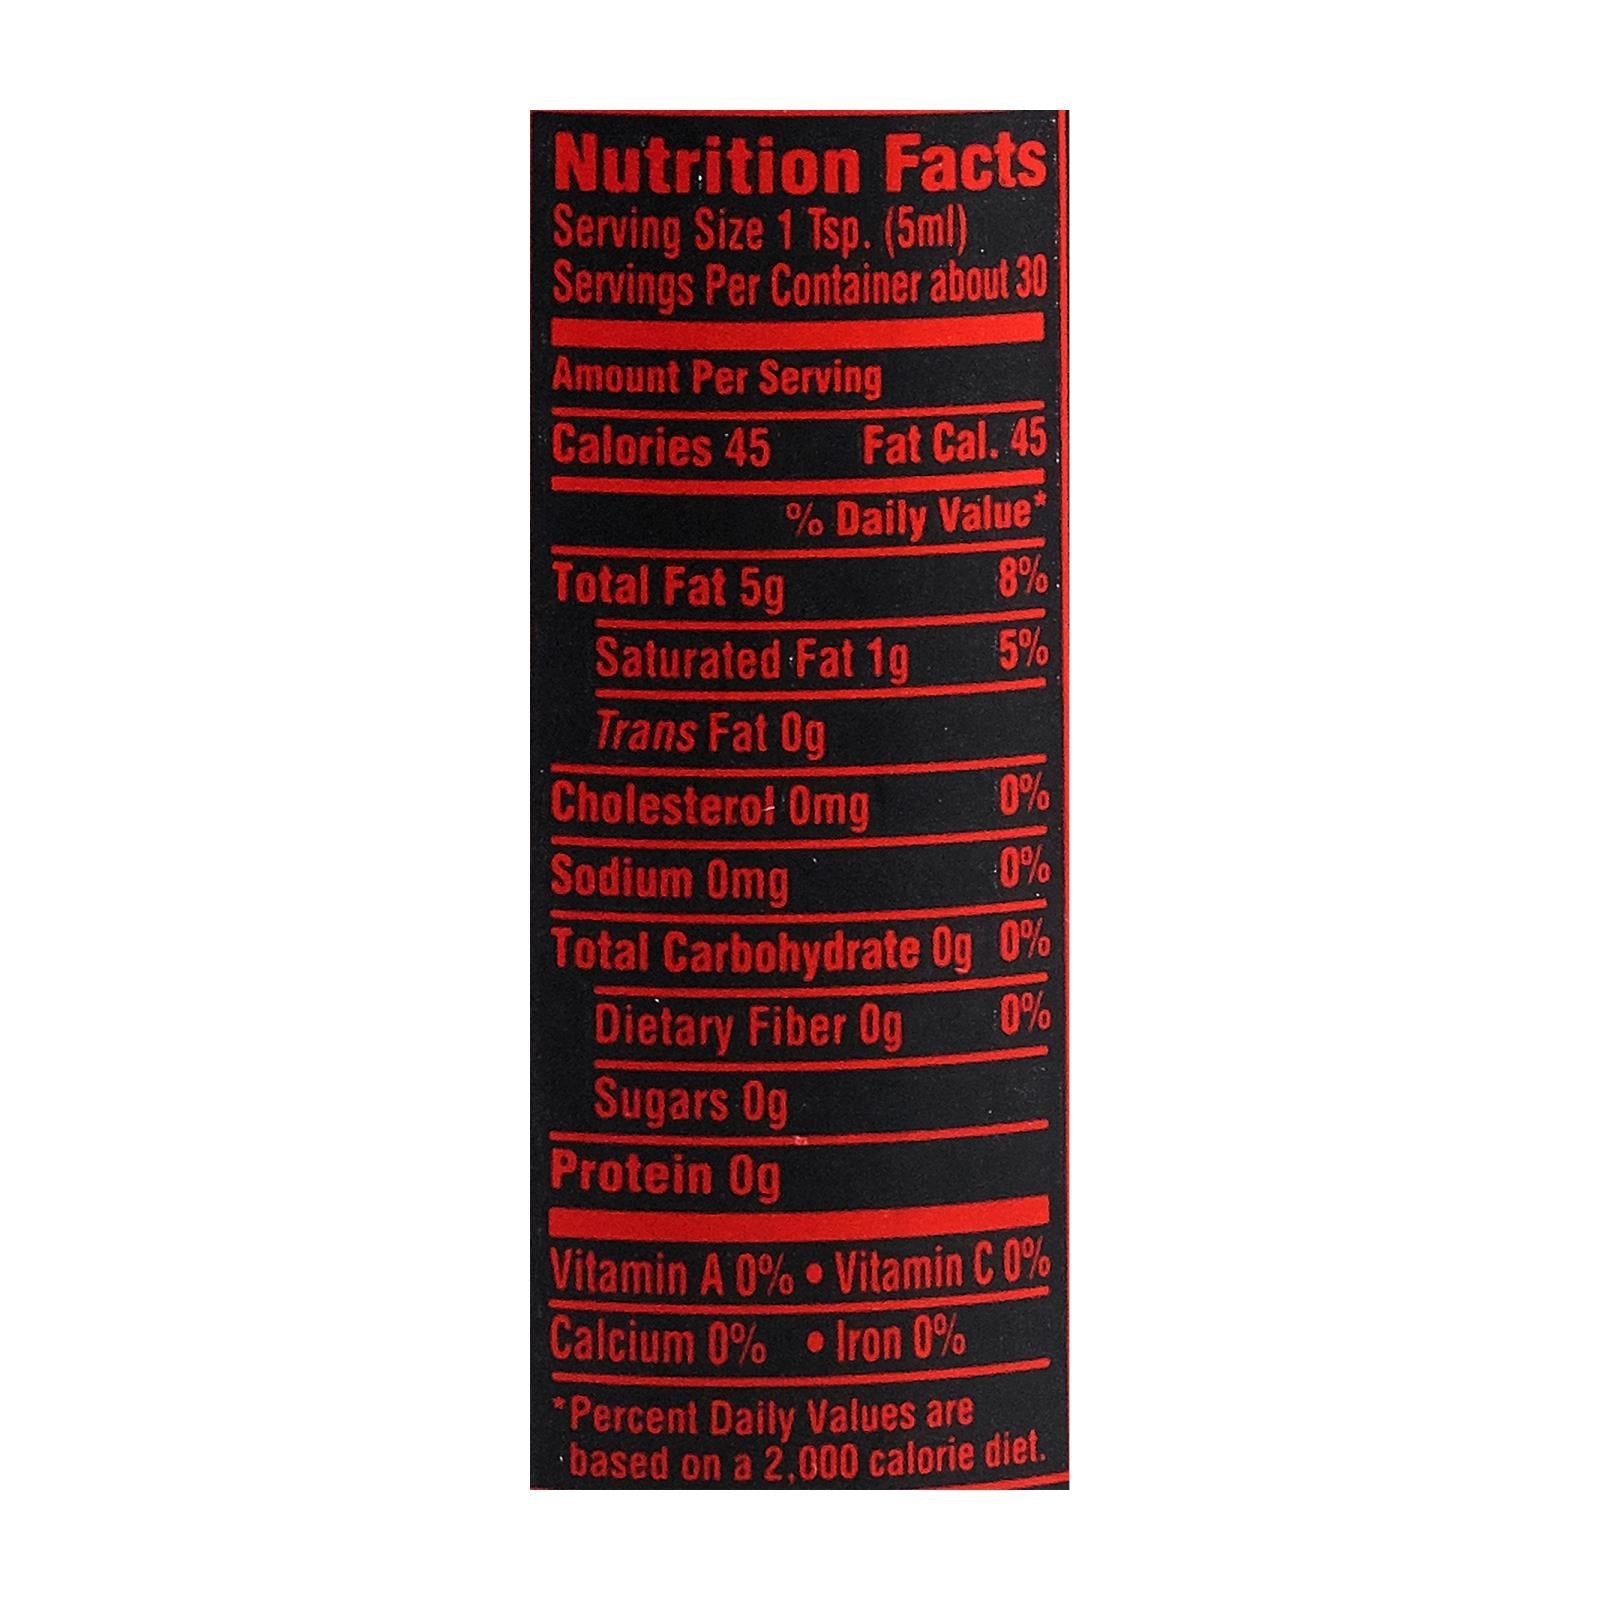 Nutrition Facts
Serving Size 1 Tsp. (5ml)
Servings Per Container about 30
Amount Per Serving
Calories 45 Fat Cal. 45
% Daily Value*
Total Fat 5g 8%
Saturated Fat 1g 5%
Trans Fat 0g
Cholesterol 0mg 0%
Sodium 0mg 0%
Total Carbohydrate 0g 0%
Dietary Fiber 0g 0%
Sugars 0g
Protein 0g
Vitamin A 0% • Vitamin C 0%
Calcium 0% • Iron 0%
*Percent Daily Values are
based on a 2,000 calorie diet.